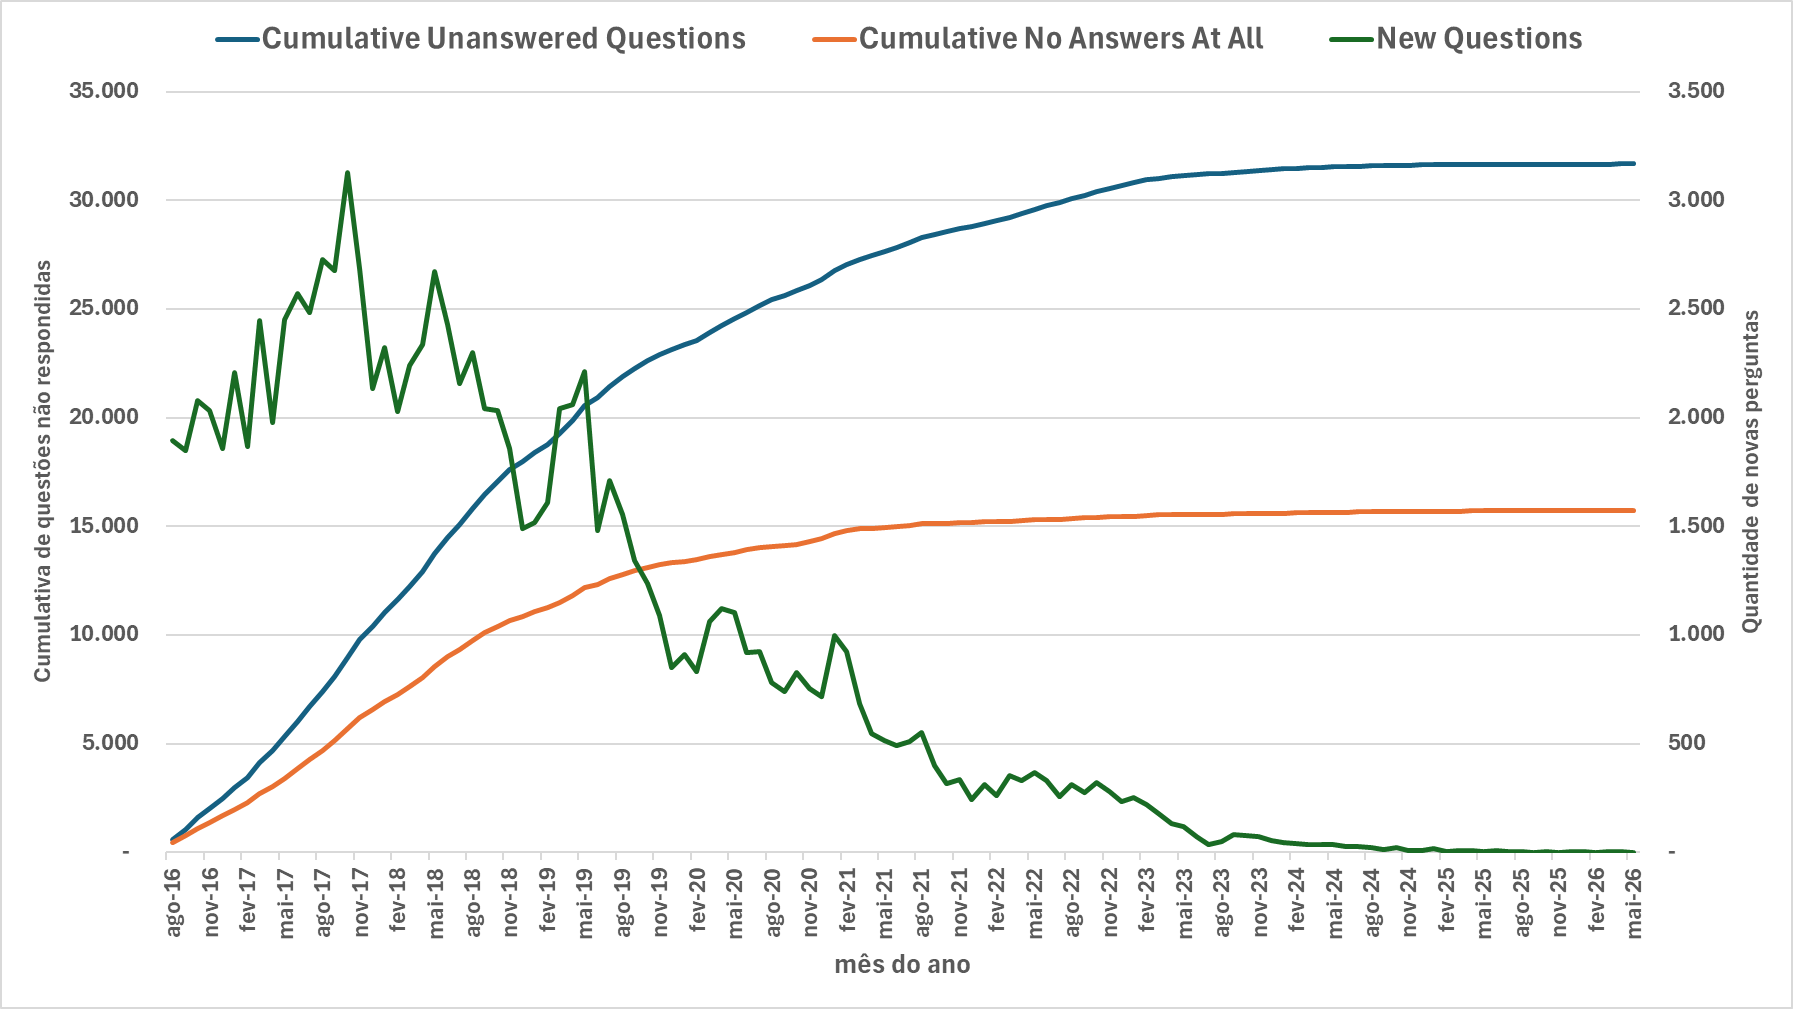 Cumulative Unanswered Questions
Cumulative No Answers At All
New Questions
Cumulativa de questões não respondidas
35.000
30.000
25.000
20.000
15.000
10.000
5.000
-
3.500
3.000
2.500
2.000
1.500
1.000
500
-
Quantidade de novas perguntas
ago-16
nov-16
fev-17
mai-17
ago-17
nov-17
fev-18
mai-18
ago-18
nov-18
fev-19
mai-19
ago-19
nov-19
fev-20
mai-20
ago-20
nov-20
fev-21
mai-21
ago-21
nov-21
fev-22
mai-22
ago-22
nov-22
fev-23
mai-23
ago-23
nov-23
fev-24
mai-24
ago-24
nov-24
fev-25
mai-25
ago-25
nov-25
fev-26
mai-26
mês do ano